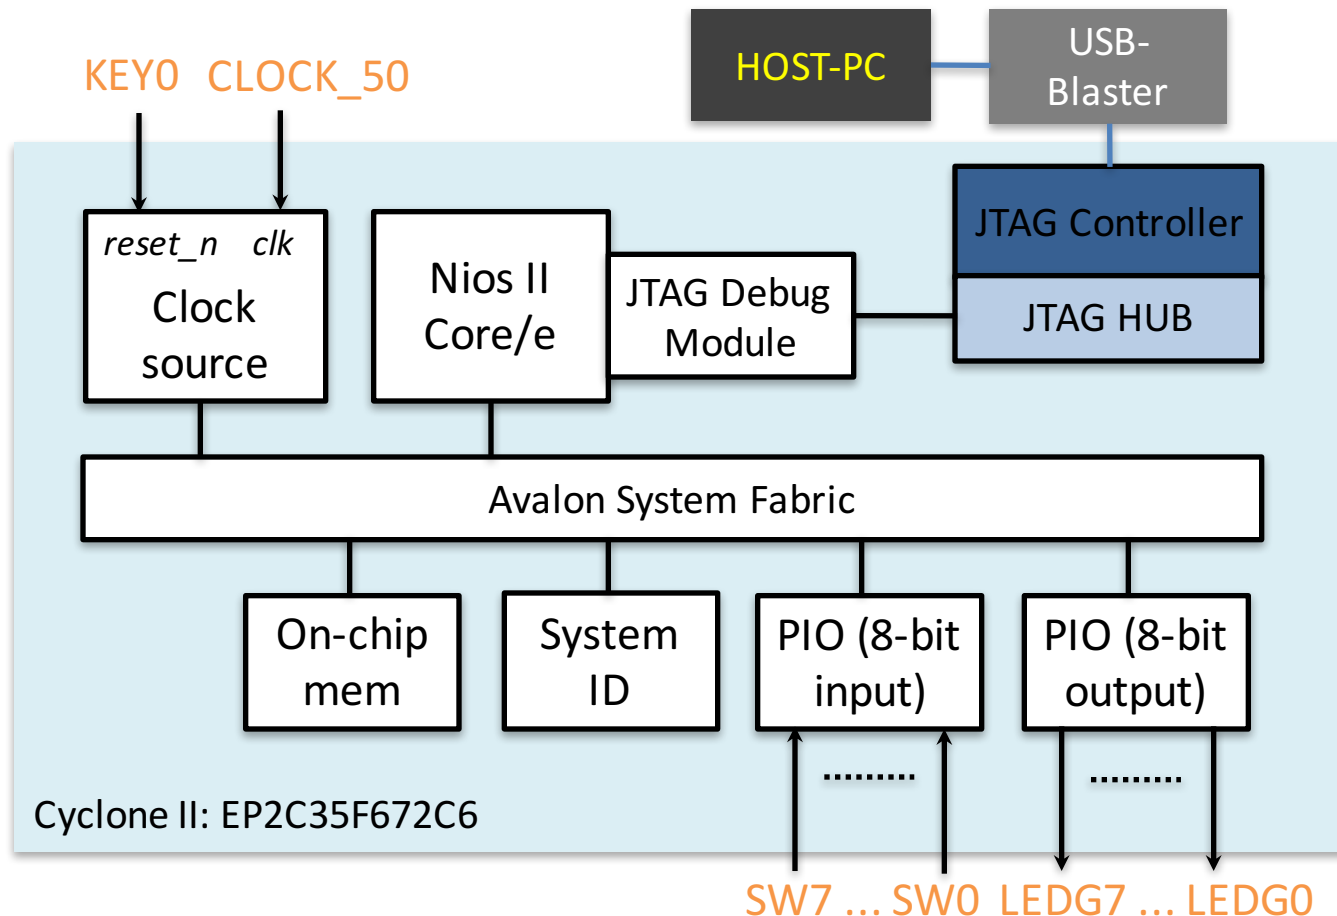 HOST-PC
USB-
Blaster
KEY0 CLOCK_50
reset_n clk
Clock
source
Nios II
Core/e
JTAG Debug
Module
JTAG Controller
JTAG HUB
Avalon System Fabric
On-chip
mem
System
ID
PIO (8-bit
input)
PIO (8-bit
output)
Cyclone II: EP2C35F672C6
SW7 ... SW0 LEDG7 ... LEDG0